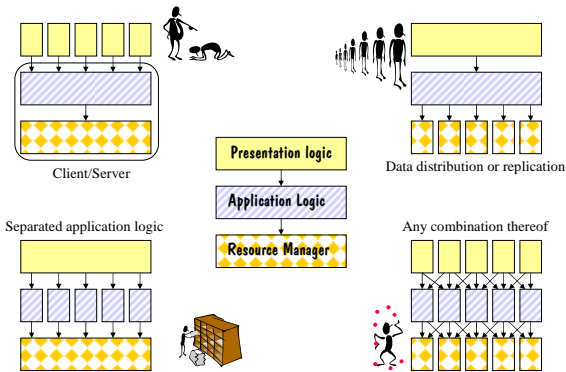 Client/Server
Data distribution or replication
Presentation logic
Application Logic
Resource Manager
Separated application logic
Any combination thereof